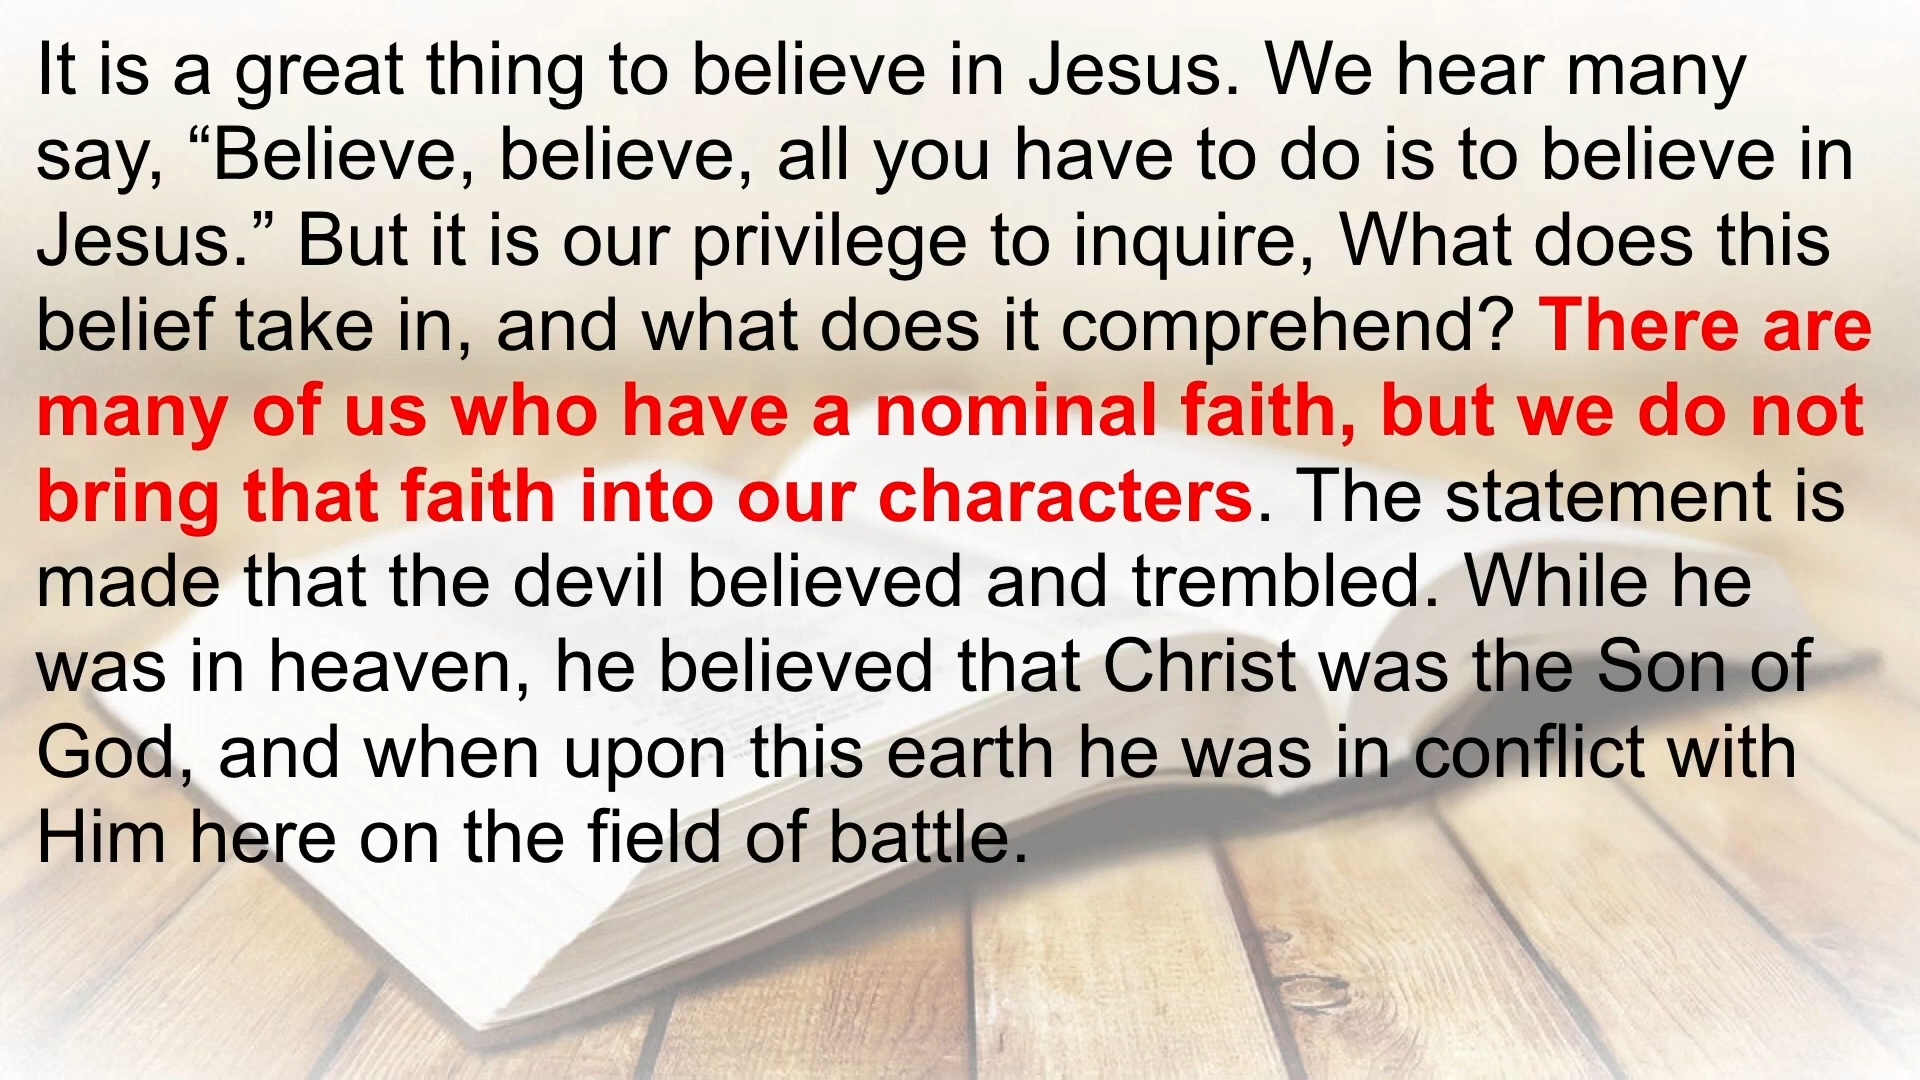 It is a great thing to believe in Jesus. We hear many
say, “Believe, believe, all you have to do is to believe in
Jesus.” But it is our privilege to inquire, What does this
belief take in, and what does it comprehend? There are
many of us who have a nominal faith, but we do not
bring that faith into our characters. The statement is
made that the devil believed and trembled. While he
was in heaven, he believed that Christ was the Son of
God, and when upon this earth he was in conflict with
Him here on the field of battle.